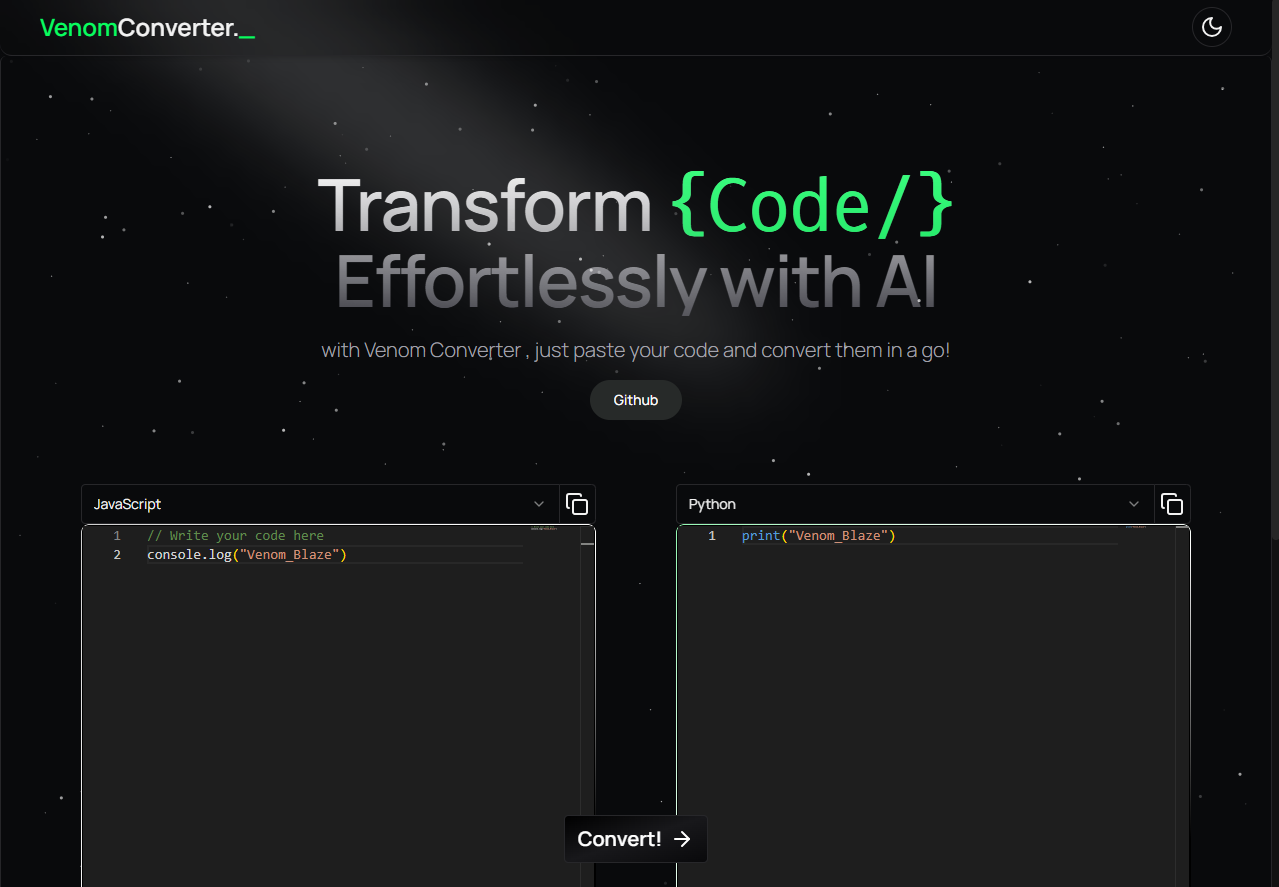 VenomConverter._
Transform {Code/}
Effortlessly with AI
with Venom Converter , just paste your code and convert them in a go!
Github
JavaScript
1 // Write your code here
2 console.log("Venom_Blaze")
Python
1 print("Venom_Blaze")
Convert! →